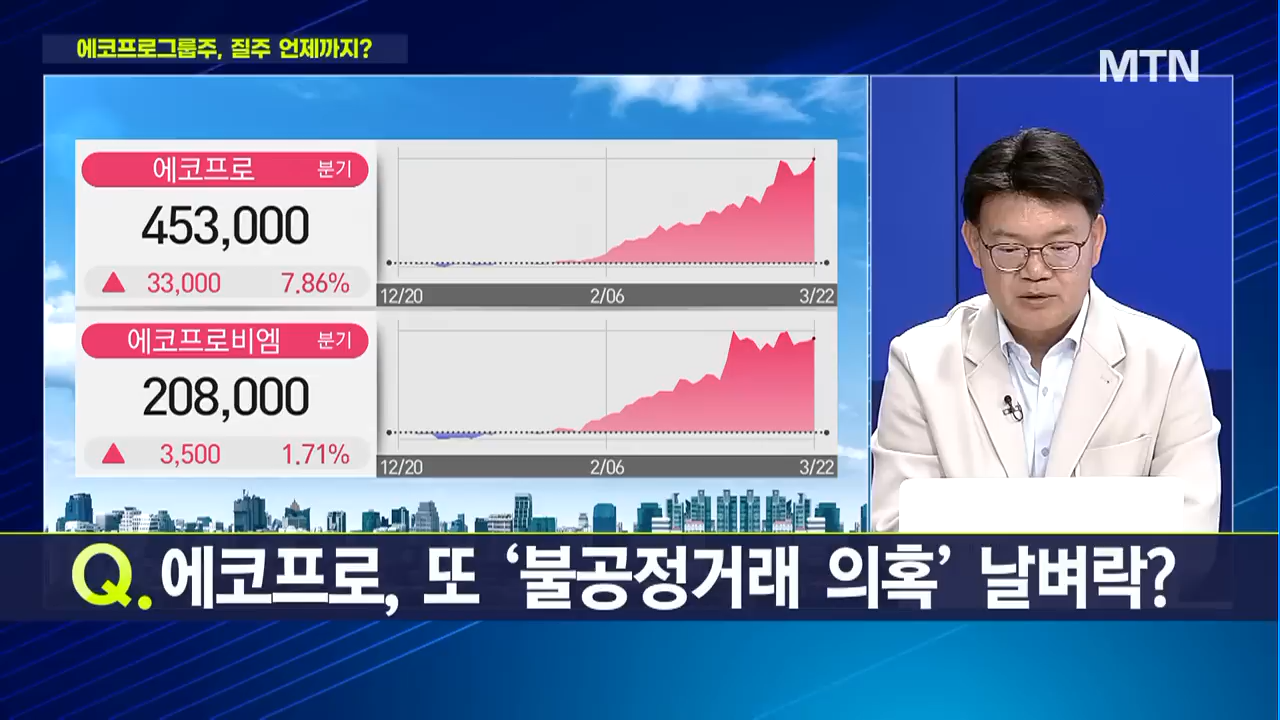 에코프로그룹주, 질주 언제까지?
MTN
에코프로 분기
453,000
▲ 33,000 7.86%
12/20 2/06 3/22
에코프로비엠 분기
208,000
▲ 3,500 1.71%
12/20 2/06 3/22
Q. 에코프로, 또 ‘불공정거래 의혹’ 날벼락?